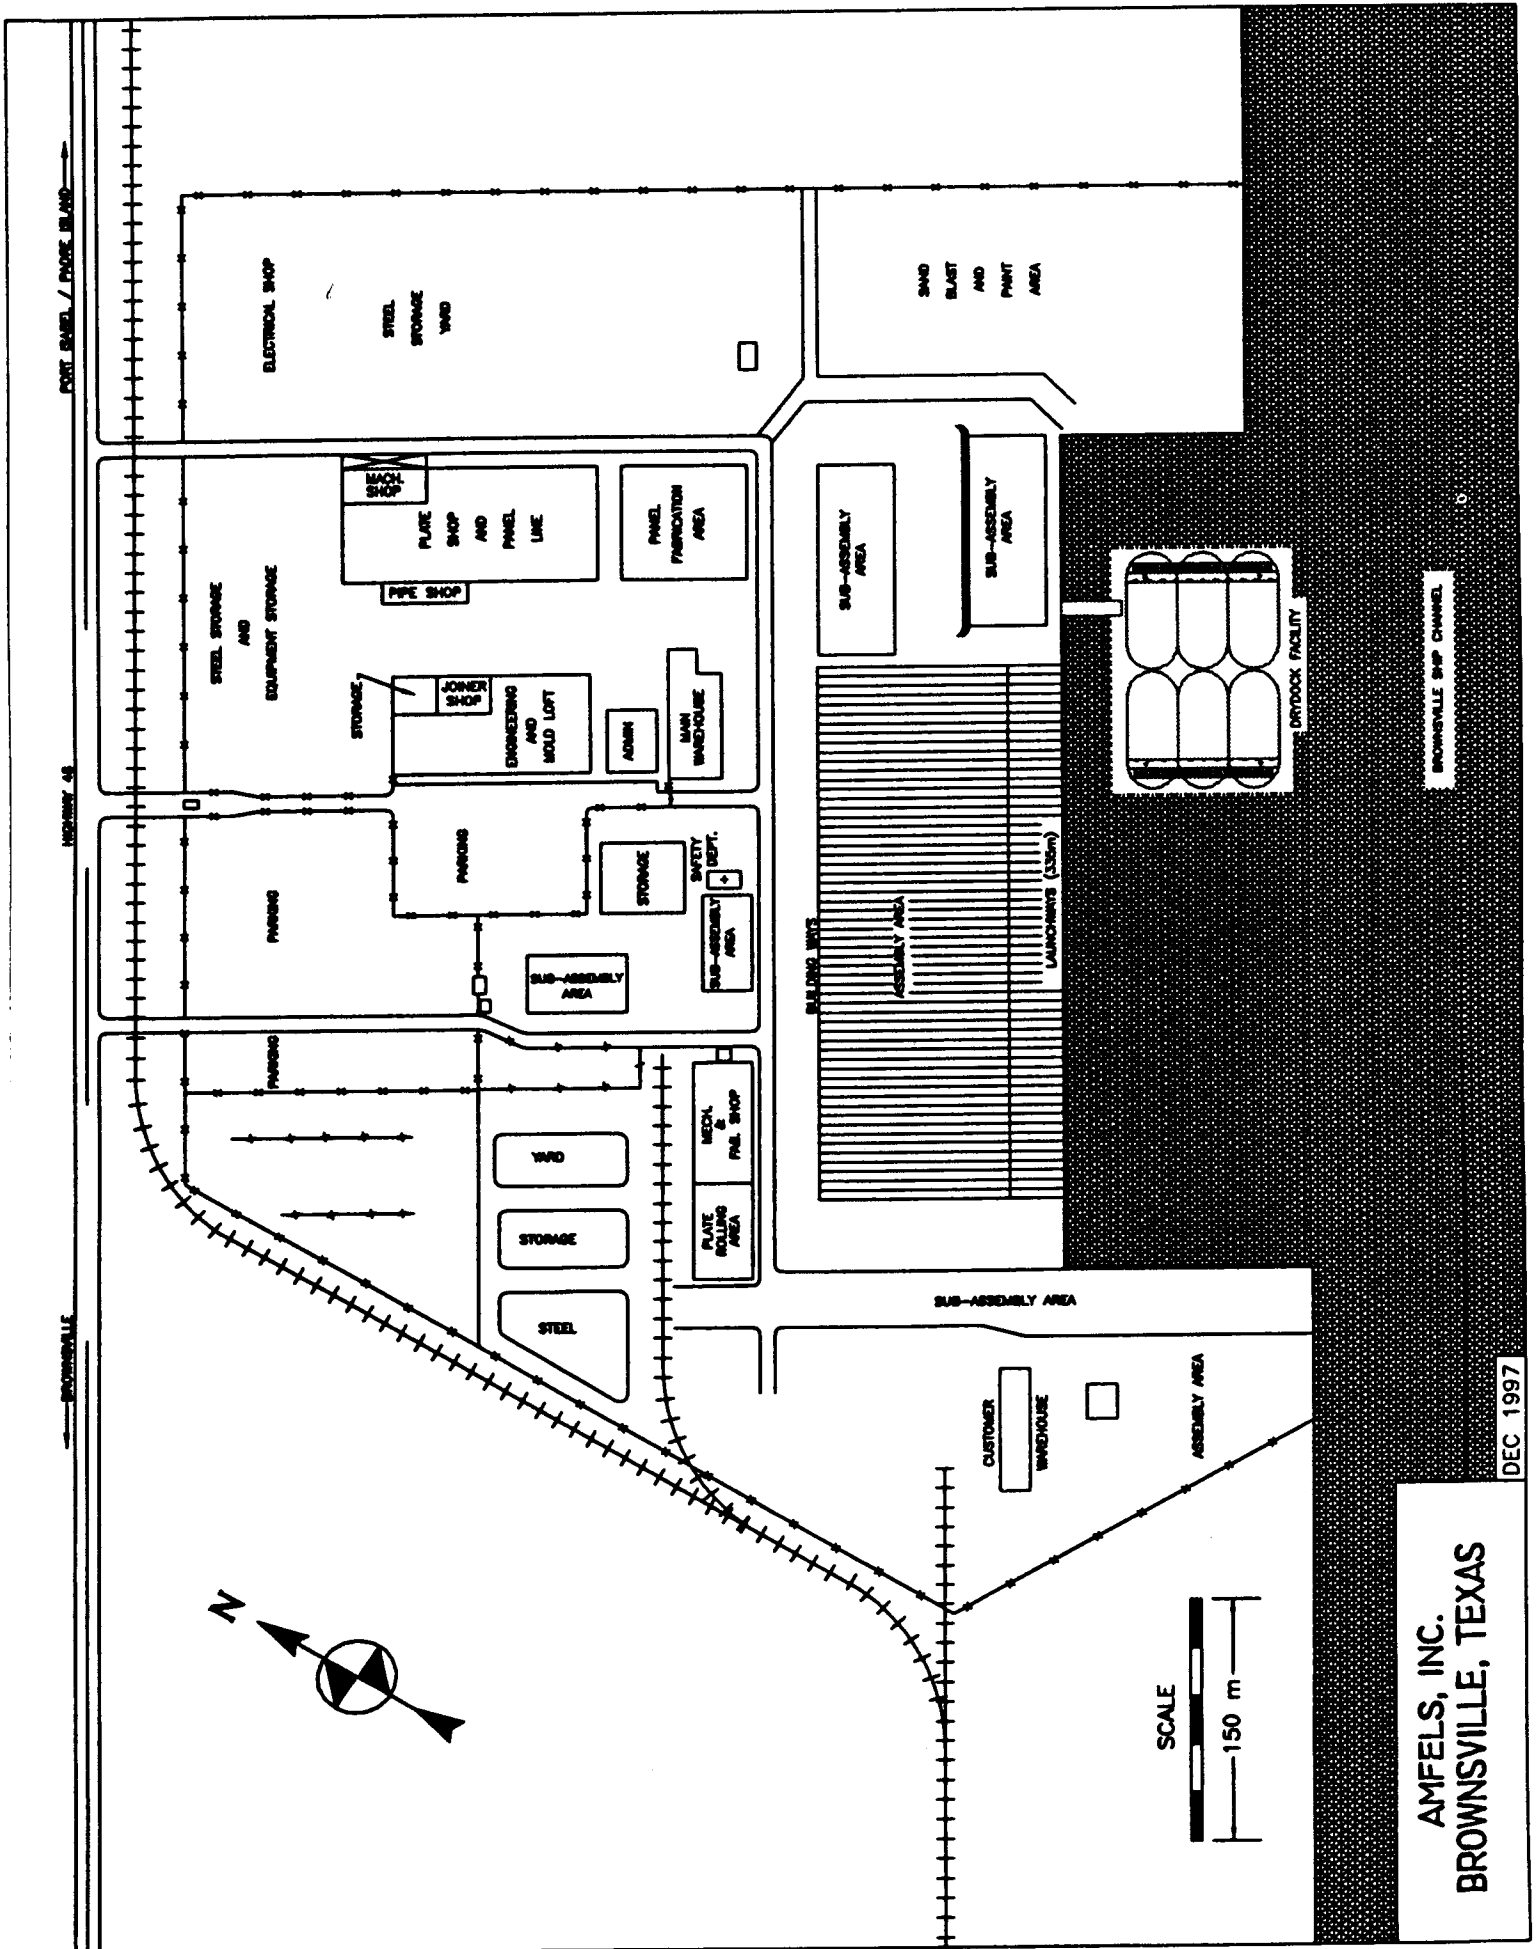 PORT ISABEL / PADRE ISLAND
HIGHWAY 48
BROWNSVILLE
ELECTRICAL SHOP
STEEL
STORAGE
YARD
SAND
BLAST
AND
PAINT
AREA
MACH.
SHOP
PLATE
SHOP
AND
PANEL
LINE
PIPE SHOP
PANEL
FABRICATION
AREA
SUB-ASSEMBLY
AREA
SUB-ASSEMBLY
AREA
STEEL STORAGE
AND
EQUIPMENT STORAGE
STORAGE
JOINER
SHOP
ENGINEERING
AND
MOLD LOFT
ADMIN
MAIN
WAREHOUSE
DRYDOCK FACILITY
BROWNSVILLE SHIP CHANNEL
PARKING
PARKING
STORAGE
SAFETY
DEPT.
SUB-ASSEMBLY
AREA
SUB-ASSEMBLY
AREA
BUILDING WAYS
ASSEMBLY AREA
LAUNCHWAYS (335m)
PARKING
YARD
STORAGE
STEEL
MECH.
&
FAB. SHOP
PLATE
ROLLING
AREA
SUB-ASSEMBLY AREA
CUSTOMER
WAREHOUSE
ASSEMBLY AREA
N
SCALE
150 m
DEC 1997
AMFELS, INC.
BROWNSVILLE, TEXAS